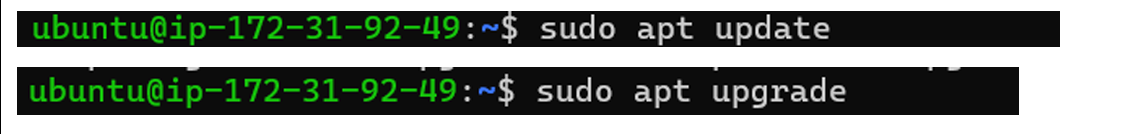 ubuntu@ip-172-31-92-49:~$ sudo apt update
ubuntu@ip-172-31-92-49:~$ sudo apt upgrade